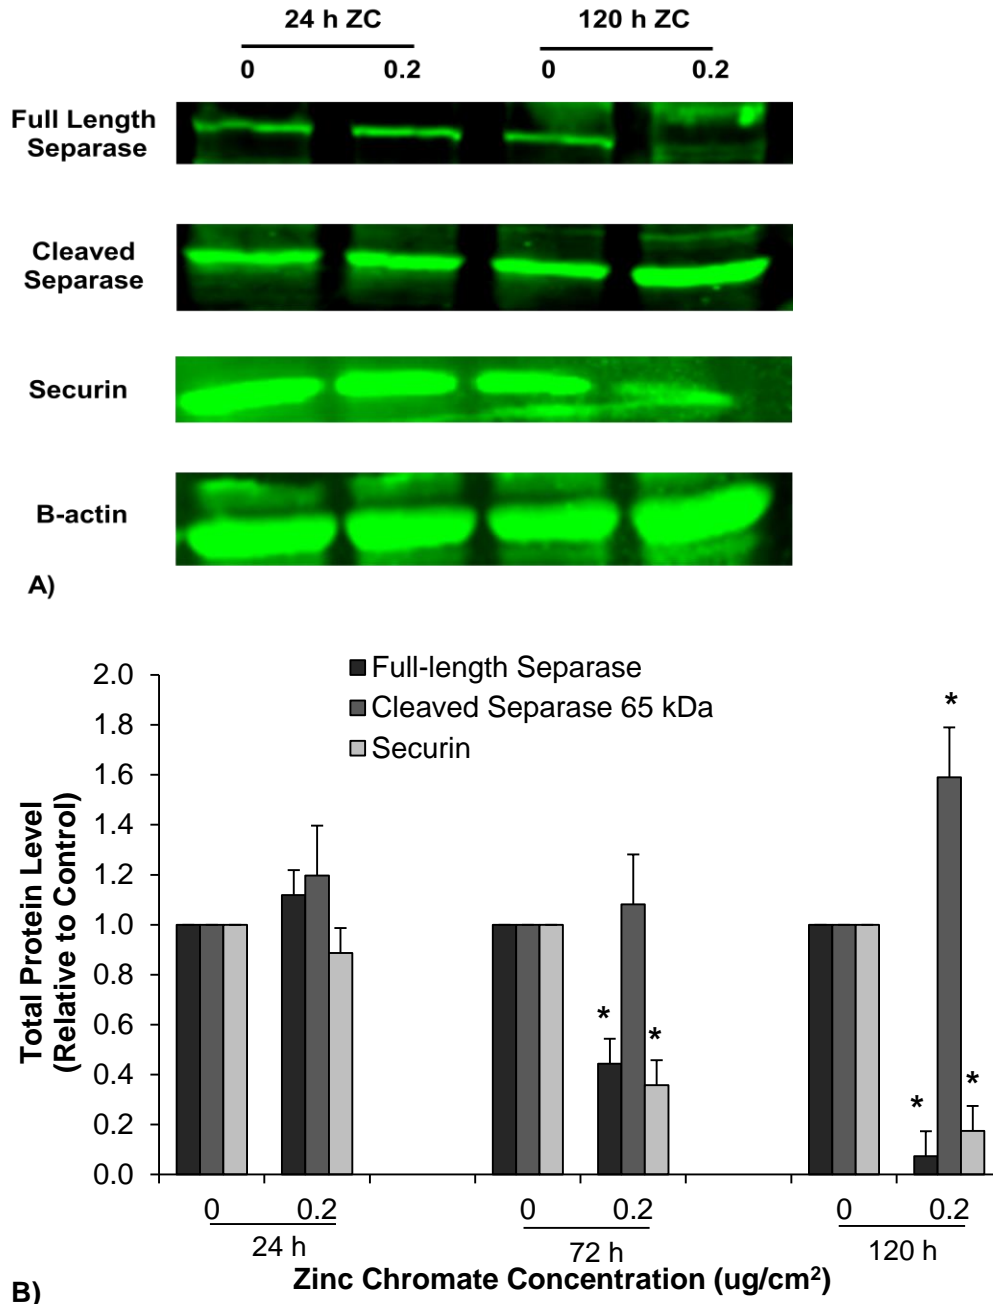 24 h ZC 120 h ZC
0 0.2 0 0.2
Full Length
Separase
Cleaved
Separase
Securin
B-actin
A)
Full-length Separase
Cleaved Separase 65 kDa
Securin
Total Protein Level
(Relative to Control)
2.0
1.8
1.6
1.4
1.2
1.0
0.8
0.6
0.4
0.2
0.0
*
*
*
*
*
0 0.2 0 0.2 0 0.2
24 h 72 h 120 h
Zinc Chromate Concentration (ug/cm²)
B)